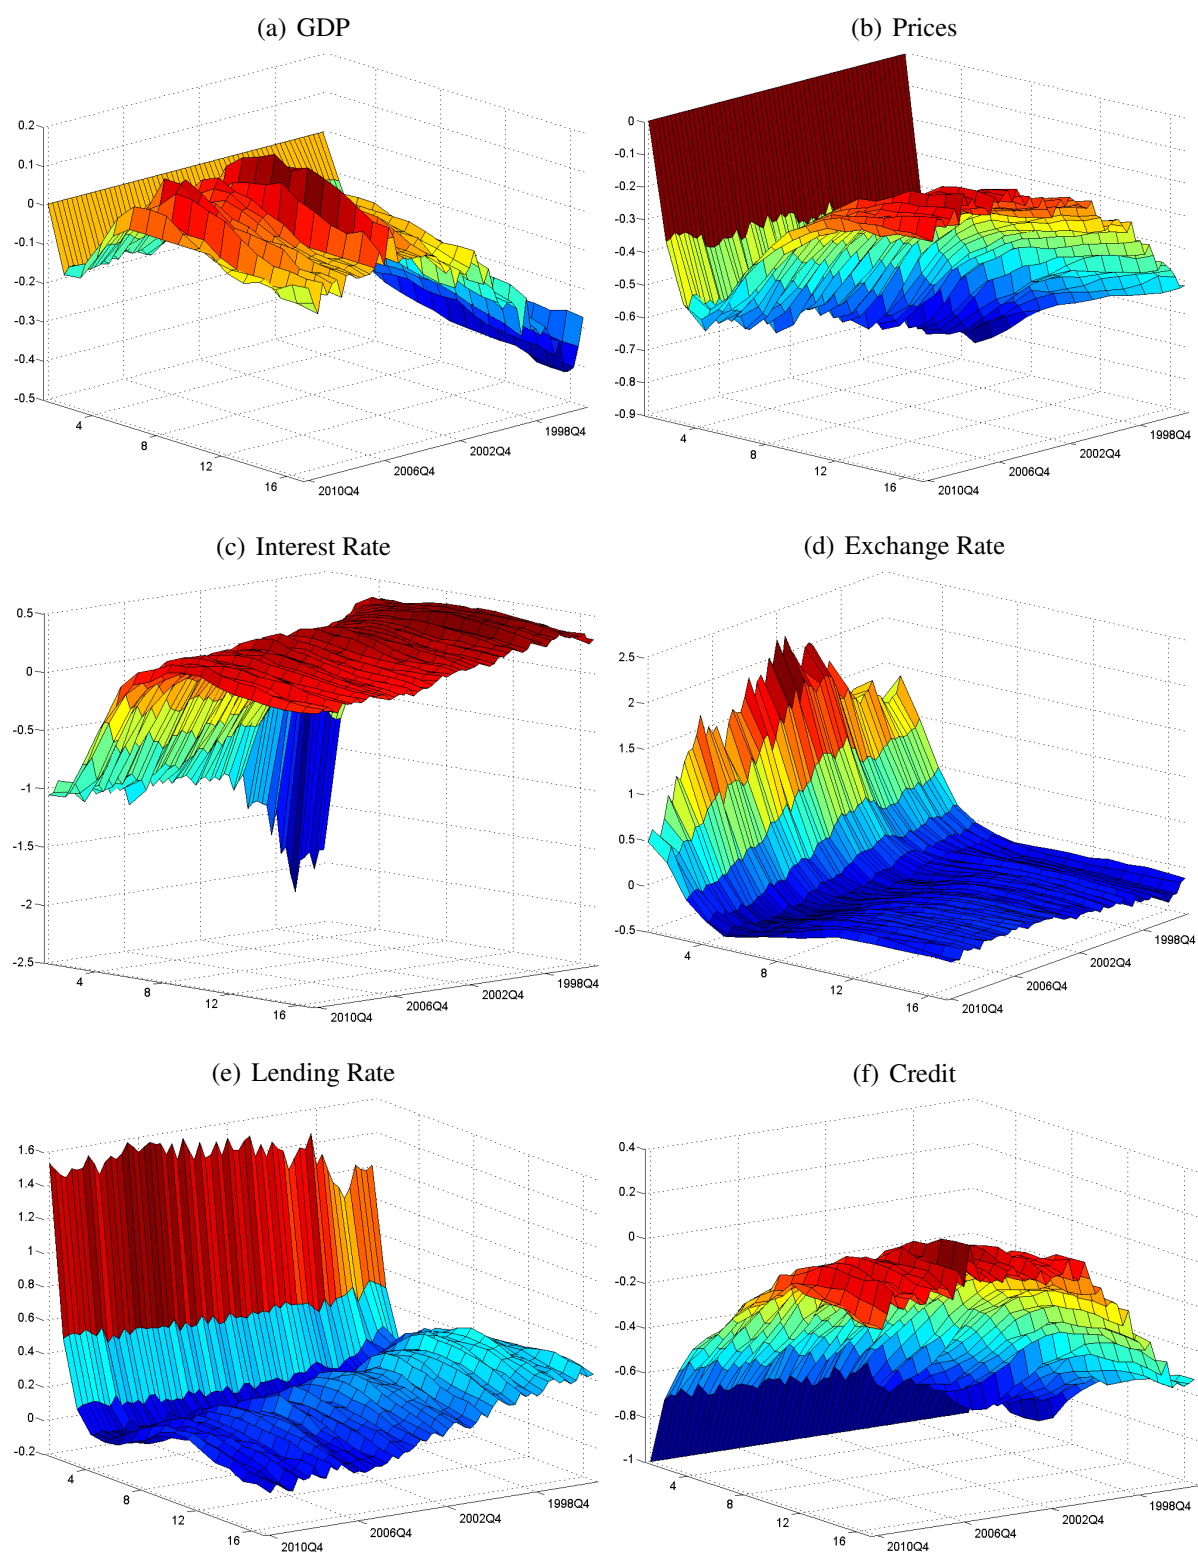 (a) GDP
0.2
0.1
0
-0.1
-0.2
-0.3
-0.4
-0.5
4
8
12
16
2010Q4
2006Q4
2002Q4
1998Q4
(b) Prices
0
-0.1
-0.2
-0.3
-0.4
-0.5
-0.6
-0.7
-0.8
-0.9
4
8
12
16
2010Q4
2006Q4
2002Q4
1998Q4
(c) Interest Rate
0.5
0
-0.5
-1
-1.5
-2
-2.5
4
8
12
16
2010Q4
2006Q4
2002Q4
1998Q4
(d) Exchange Rate
2.5
2
1.5
1
0.5
0
-0.5
4
8
12
16
2010Q4
2006Q4
2002Q4
1998Q4
(e) Lending Rate
1.6
1.4
1.2
1
0.8
0.6
0.4
0.2
0
-0.2
4
8
12
16
2010Q4
2006Q4
2002Q4
1998Q4
(f) Credit
0.4
0.2
0
-0.2
-0.4
-0.6
-0.8
-1
4
8
12
16
2010Q4
2006Q4
2002Q4
1998Q4